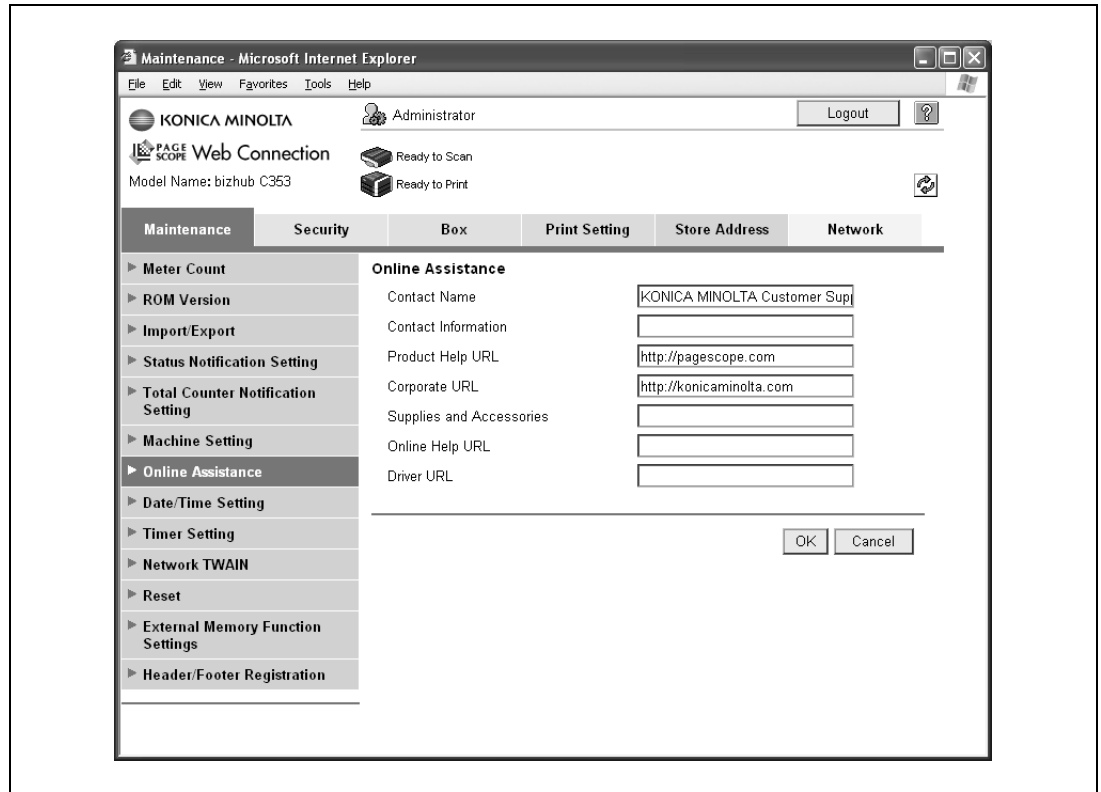 Maintenance - Microsoft Internet Explorer
File Edit View Favorites Tools Help
KONICA MINOLTA
Administrator
Logout
?
PAGE SCOPE Web Connection
Ready to Scan
Model Name: bizhub C353
Ready to Print
Maintenance Security Box Print Setting Store Address Network
Meter Count
ROM Version
Import/Export
Status Notification Setting
Total Counter Notification
Setting
Machine Setting
Online Assistance
Date/Time Setting
Timer Setting
Network TWAIN
Reset
External Memory Function
Settings
Header/Footer Registration
Online Assistance
Contact Name KONICA MINOLTA Customer Supp
Contact Information
Product Help URL http://pagescope.com
Corporate URL http://konicaminolta.com
Supplies and Accessories
Online Help URL
Driver URL
OK Cancel